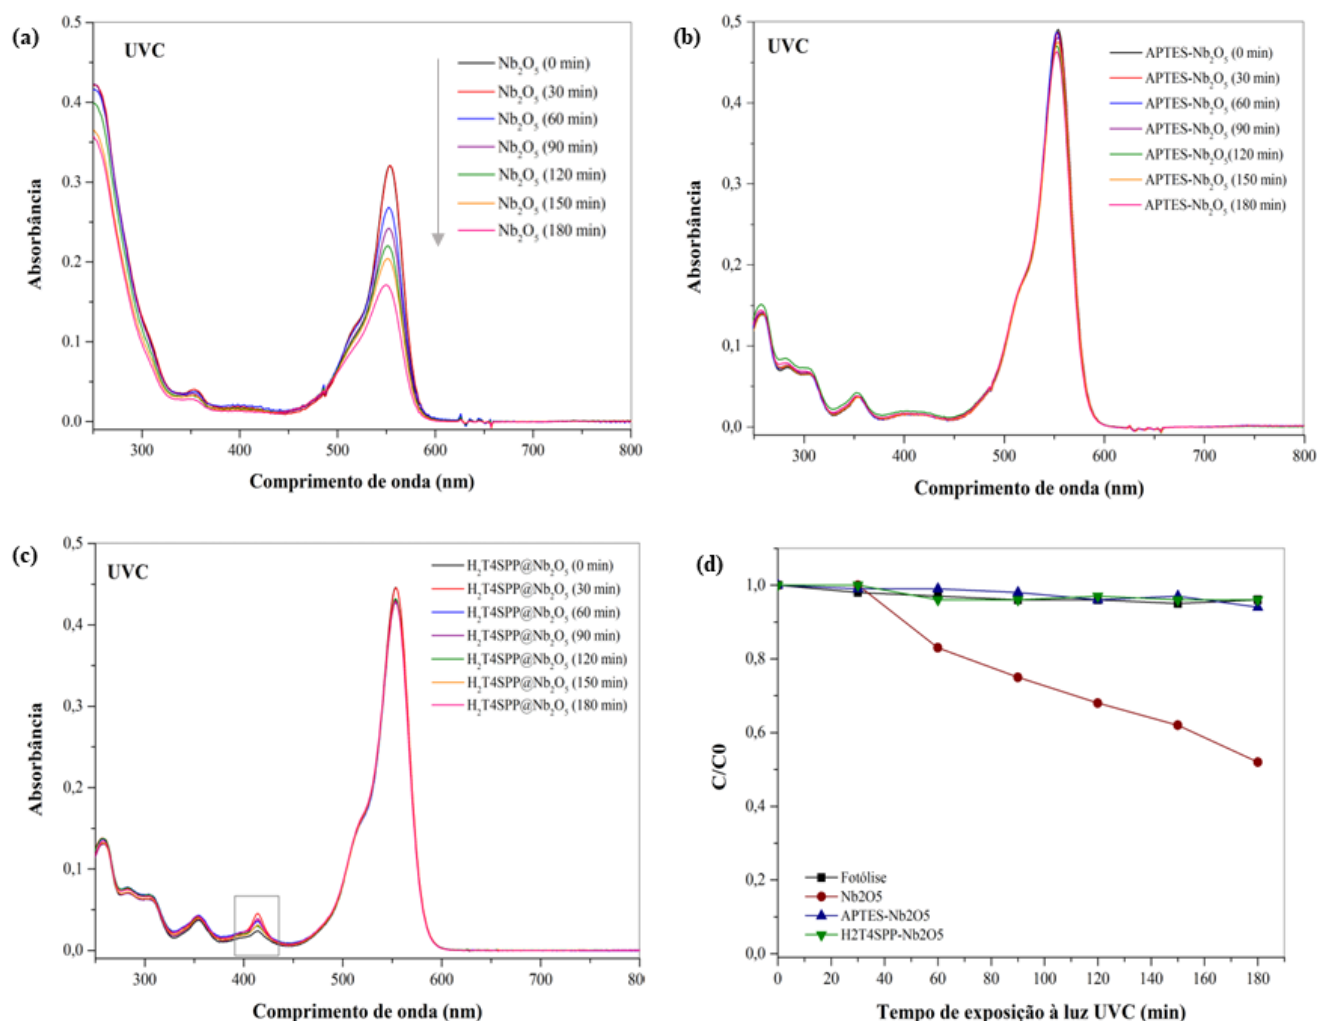 (a)
UVC
Nb₂O₅ (0 min)
Nb₂O₅ (30 min)
Nb₂O₅ (60 min)
Nb₂O₅ (90 min)
Nb₂O₅ (120 min)
Nb₂O₅ (150 min)
Nb₂O₅ (180 min)
0,5
0,4
0,3
0,2
0,1
0,0
Absorbância
300 400 500 600 700 800
Comprimento de onda (nm)
(b)
UVC
APTES-Nb₂O₅ (0 min)
APTES-Nb₂O₅ (30 min)
APTES-Nb₂O₅ (60 min)
APTES-Nb₂O₅ (90 min)
APTES-Nb₂O₅(120 min)
APTES-Nb₂O₅ (150 min)
APTES-Nb₂O₅ (180 min)
0,5
0,4
0,3
0,2
0,1
0,0
Absorbância
300 400 500 600 700 800
Comprimento de onda (nm)
(c)
UVC
H₂T4SPP@Nb₂O₅ (0 min)
H₂T4SPP@Nb₂O₅ (30 min)
H₂T4SPP@Nb₂O₅ (60 min)
H₂T4SPP@Nb₂O₅ (90 min)
H₂T4SPP@Nb₂O₅ (120 min)
H₂T4SPP@Nb₂O₅ (150 min)
H₂T4SPP@Nb₂O₅ (180 min)
0,5
0,4
0,3
0,2
0,1
0,0
Absorbância
300 400 500 600 700 800
Comprimento de onda (nm)
(d)
1,0
0,8
0,6
0,4
0,2
0,0
C/C0
Fotólise
Nb2O5
APTES-Nb2O5
H2T4SPP-Nb2O5
0 20 40 60 80 100 120 140 160 180
Tempo de exposição à luz UVC (min)